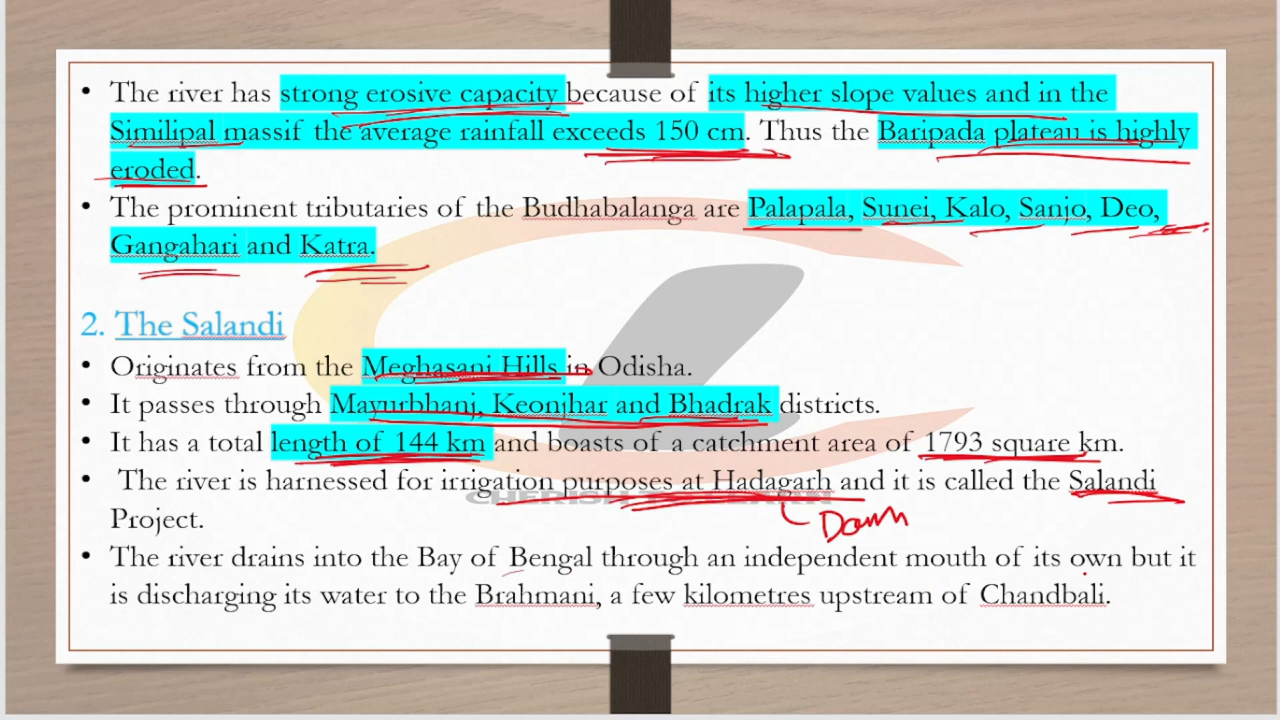 • The river has strong erosive capacity because of its higher slope values and in the
Similipal massif the average rainfall exceeds 150 cm. Thus the Baripada plateau is highly
eroded.
• The prominent tributaries of the Budhabalanga are Palapala, Sunei, Kalo, Sanjo, Deo,
Gangahari and Katra.
2. The Salandi
• Originates from the Meghasani Hills in Odisha.
• It passes through Mayurbhanj, Keonjhar and Bhadrak districts.
• It has a total length of 144 km and boasts of a catchment area of 1793 square km.
• The river is harnessed for irrigation purposes at Hadagarh and it is called the Salandi
Project.
Dam
• The river drains into the Bay of Bengal through an independent mouth of its own but it
is discharging its water to the Brahmani, a few kilometres upstream of Chandbali.